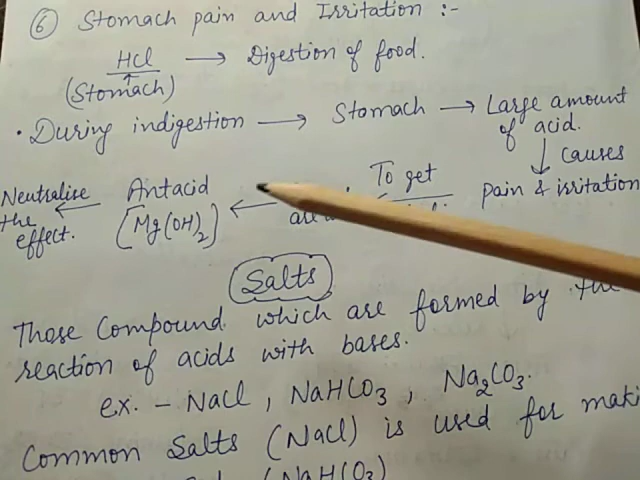 ⑥ Stomach pain and Irritation :-
HCl → Digestion of food.
(Stomach)
• During indigestion → Stomach → Large amount
of acid.
↓ causes
Neutralise ← Antacid ← To get pain & irritation
the [Mg(OH)₂]
effect.
Salts
Those Compound which are formed by the
reaction of acids with bases.
ex. - NaCl, NaHCO₃, Na₂CO₃.
Common Salts (NaCl) is used for maki
(NaHCO₃)